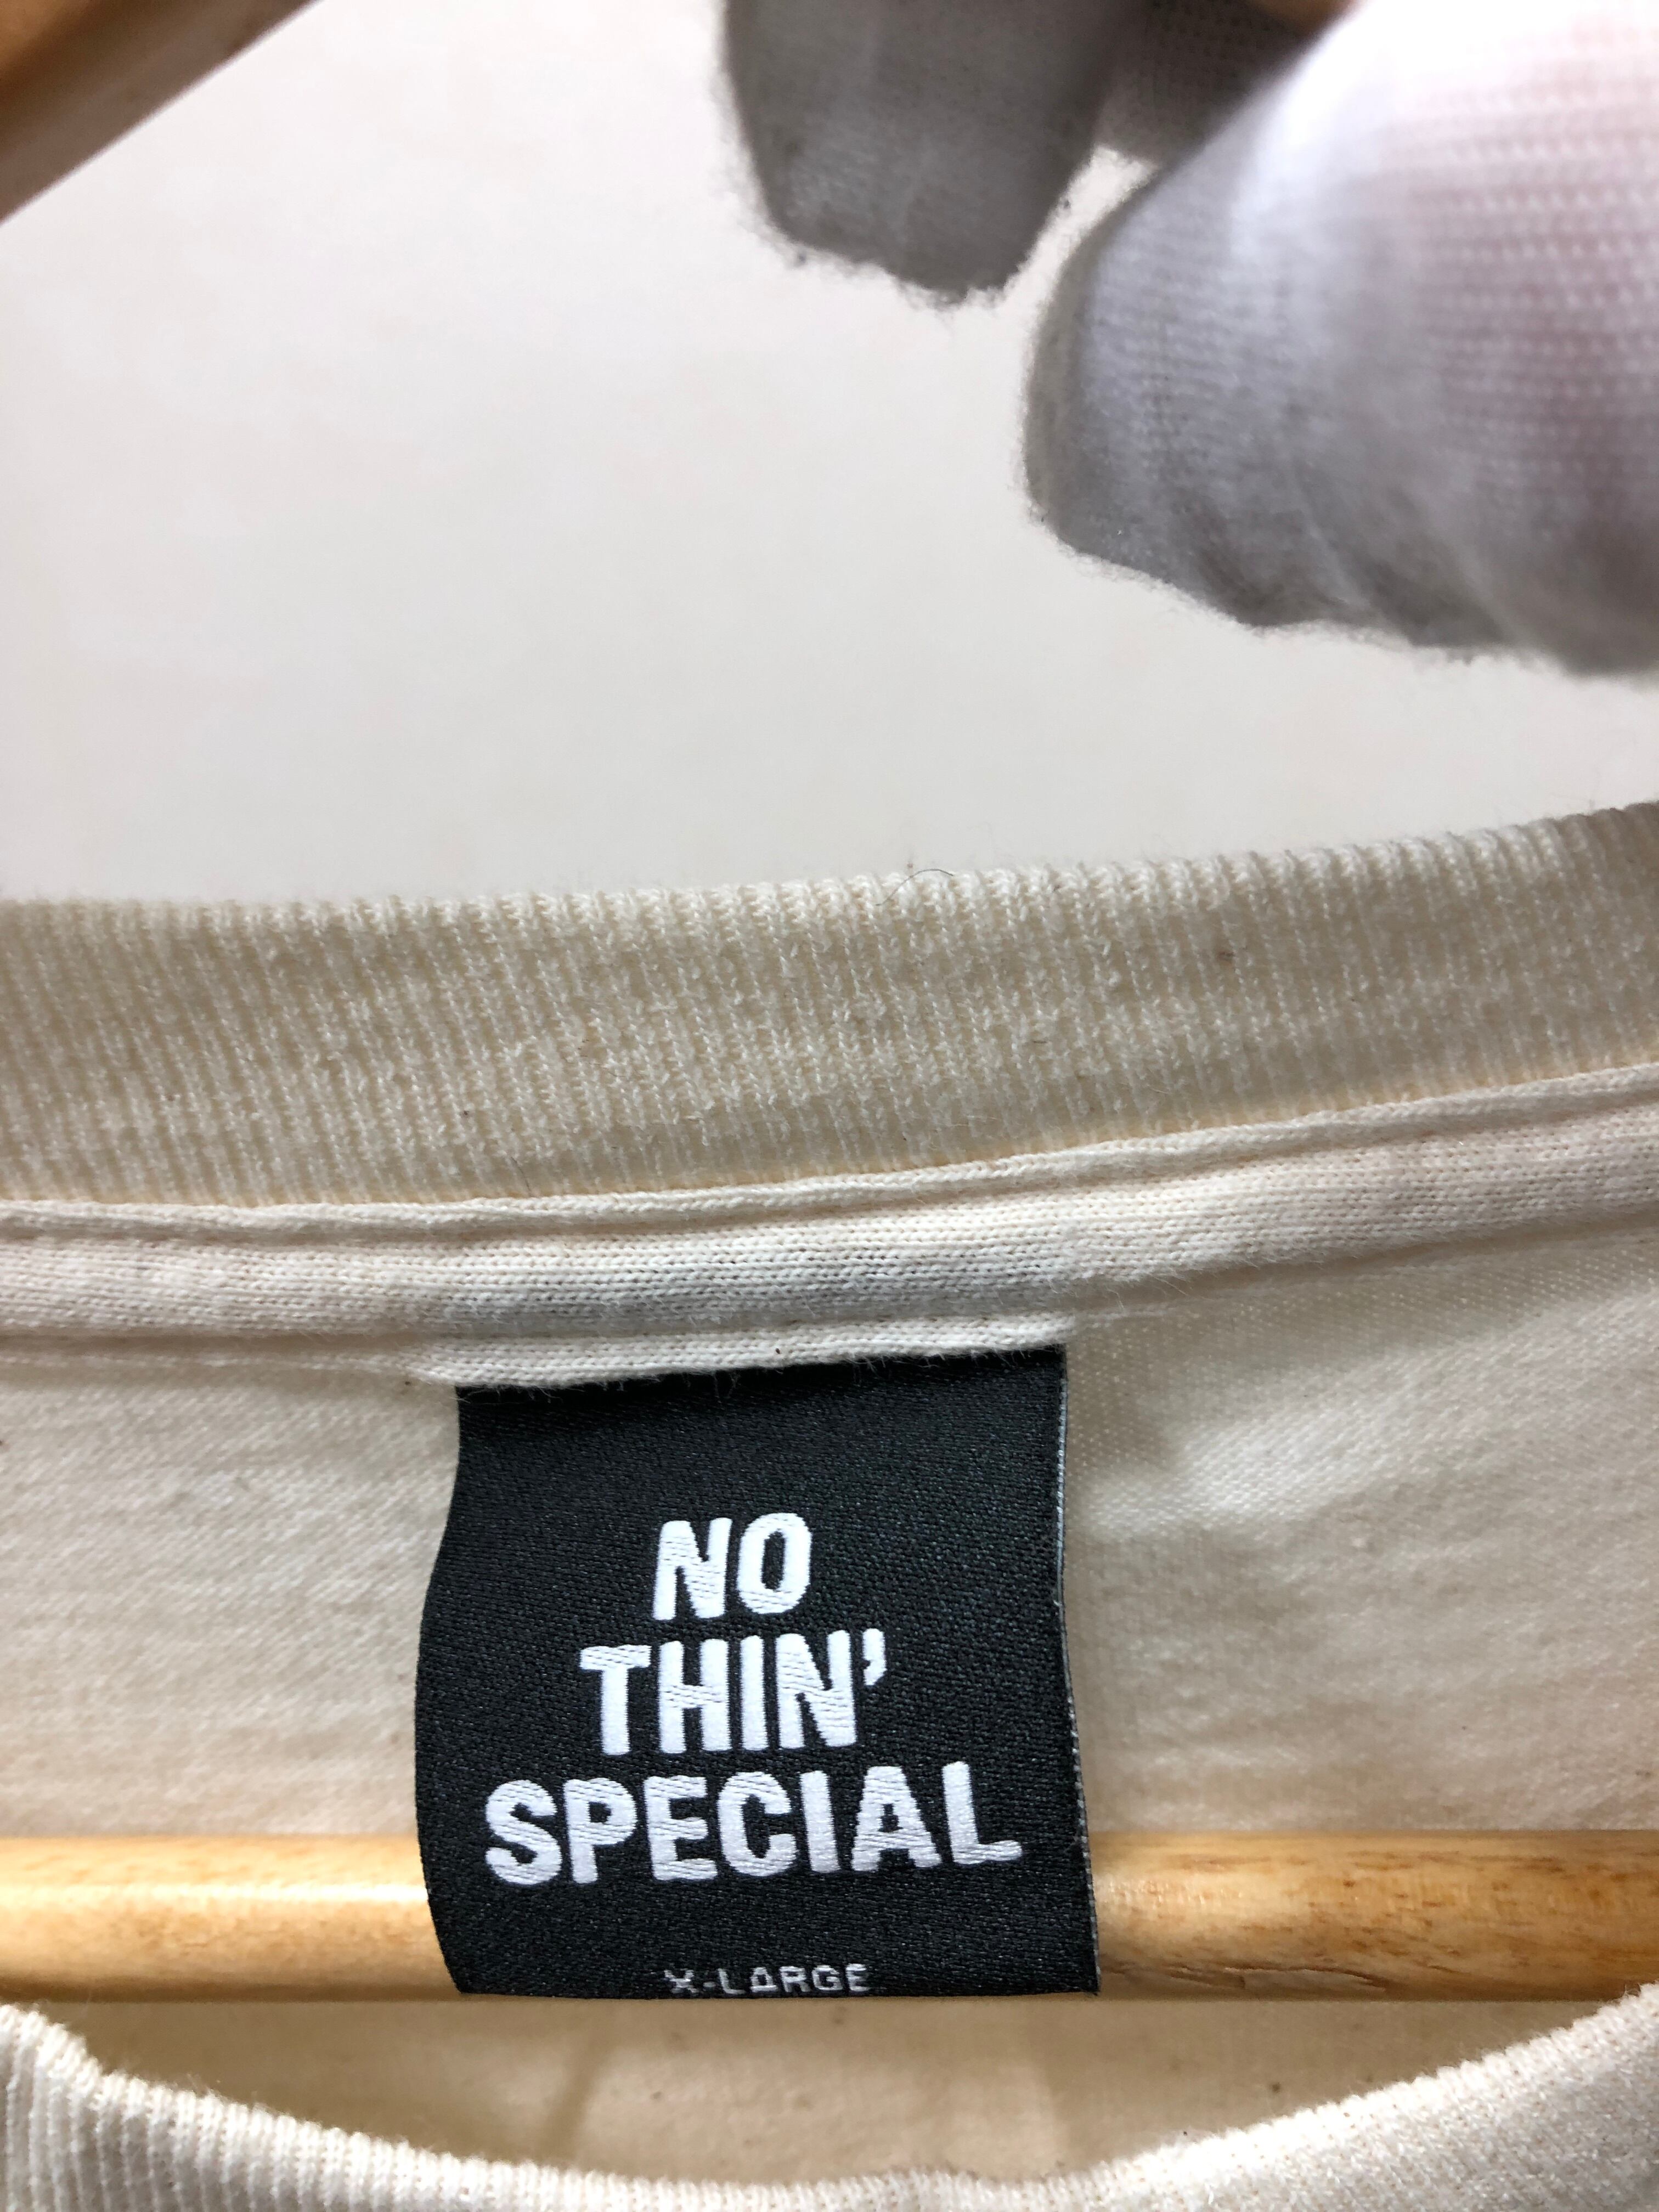 NO
THIN’
SPECIAL
X-LARGE